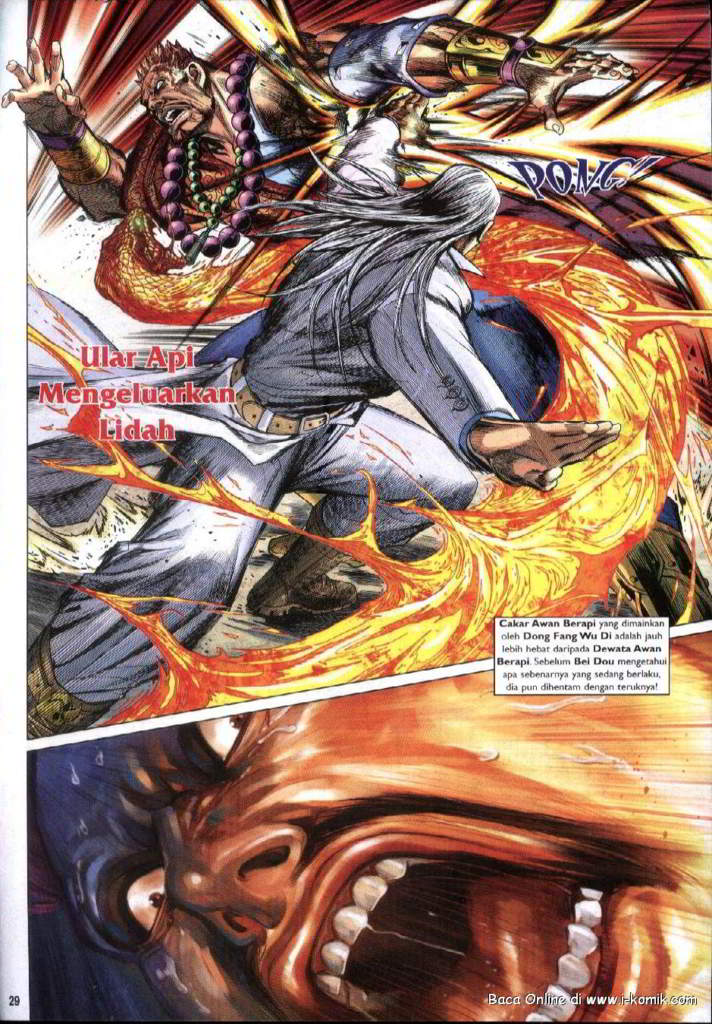 PONG!!
Ular Api
Mengeluarkan
Lidah
Cakar Awan Berapi yang dimainkan
oleh Dong Fang Wu Di adalah jauh
lebih hebat daripada Dewata Awan
Berapi. Sebelum Bei Dou mengetahui
apa sebenarnya yang sedang berlaku,
dia pun dihentam dengan teruknya!
29
Baca Online di www.i-komik.com